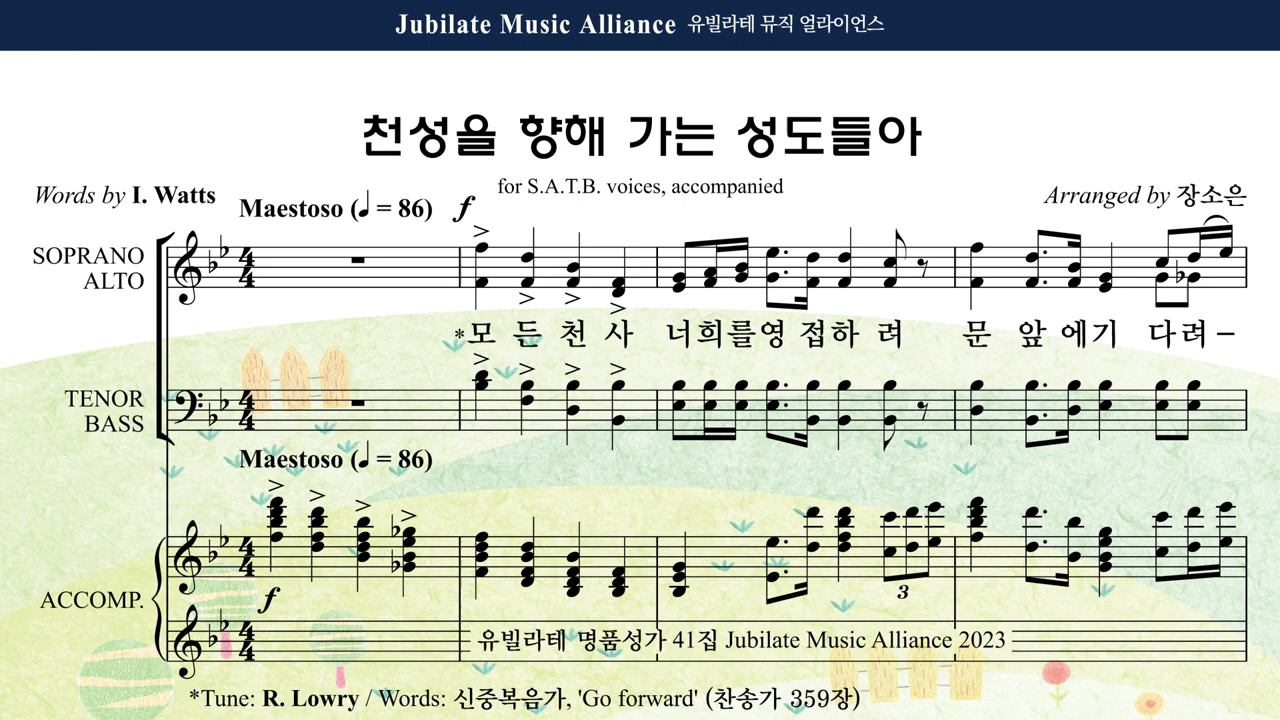 Jubilate Music Alliance 유빌라테 뮤직 얼라이언스
천성을 향해 가는 성도들아
for S.A.T.B. voices, accompanied
Words by I. Watts
Arranged by 장소은
Maestoso (♩ = 86) f
SOPRANO
ALTO
*모 든 천 사 너희를영 접하 려 문 앞 에기 다려–
TENOR
BASS
Maestoso (♩ = 86)
f
3
ACCOMP.
유빌라테 명품성가 41집 Jubilate Music Alliance 2023
*Tune: R. Lowry / Words: 신중복음가, 'Go forward' (찬송가 359장)